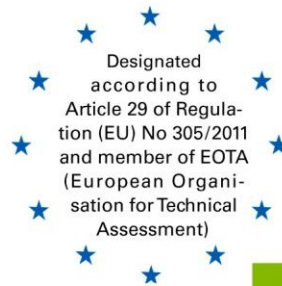 Designated
according to
Article 29 of Regula-
tion (EU) No 305/2011
and member of EOTA
(European Organi-
sation for Technical
Assessment)